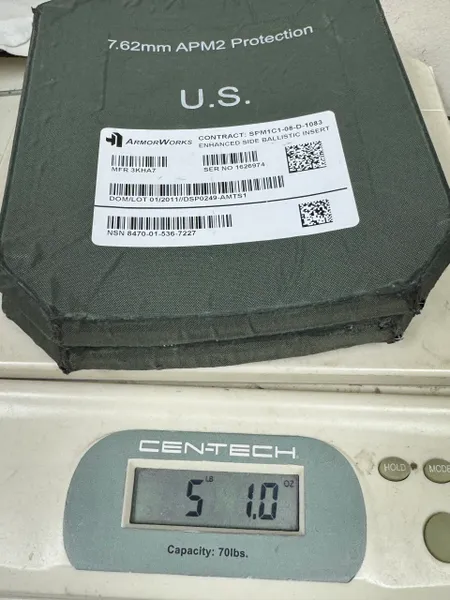 7.62mm APM2 Protection
U.S.
ArmorWorks
CONTRACT: SPM1C1-08-D-1083
ENHANCED SIDE BALLISTIC INSERT
MFR 3KHA7
SER NO 1626974
DOM/LOT 01/2011//DSP0249-AMTS1
NSN 8470-01-536-7227
CEN-TECH
5 LB 1.0 OZ
HOLD
MODE
Capacity: 70lbs.